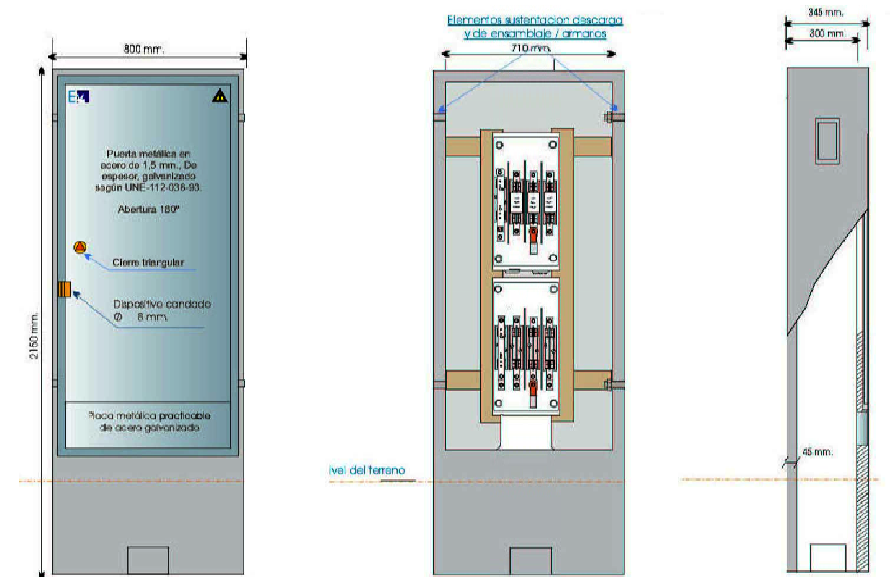 800 mm.
2150 mm.
Puerta metálica en
acero de 1,5 mm., De
espesor, galvanizado
según UNE-112-036-93.
Abertura 180º
Cierre triangular
Dispositivo candado
Ø 8 mm.
Placa metálica practicable
de acero galvanizado
Elementos sustentacion descarga
y de ensamblaje / armarios
710 mm.
ivel del terreno
345 mm.
300 mm.
45 mm.